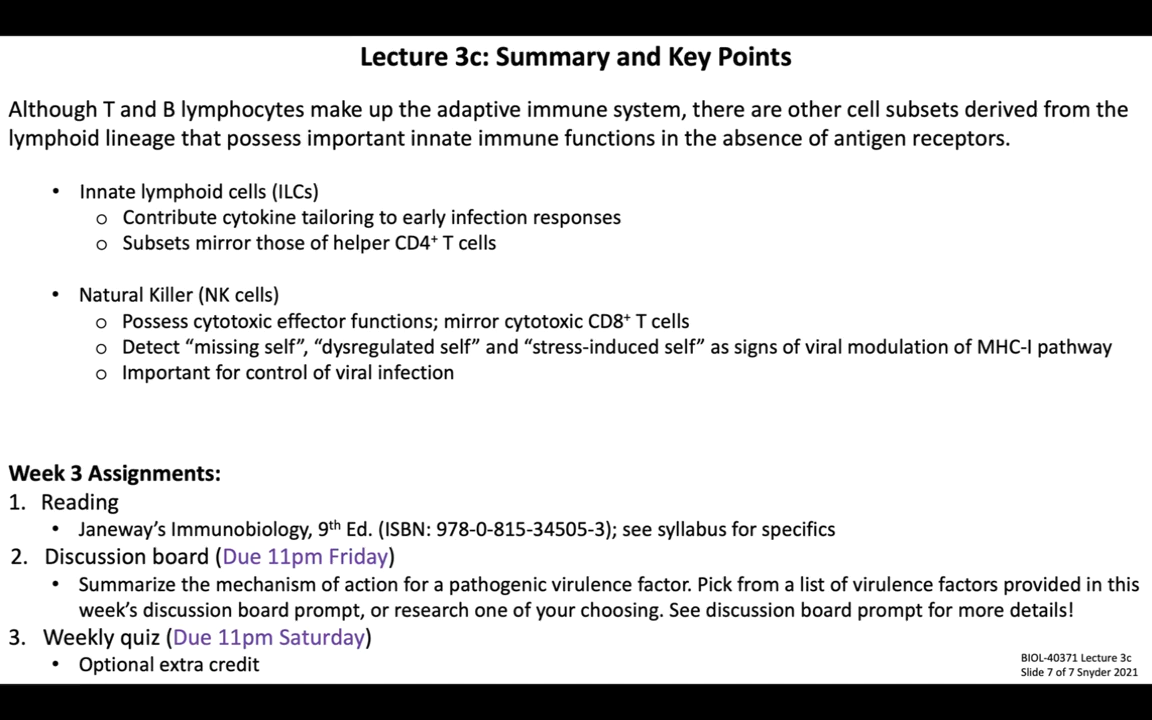 Lecture 3c: Summary and Key Points
Although T and B lymphocytes make up the adaptive immune system, there are other cell subsets derived from the
lymphoid lineage that possess important innate immune functions in the absence of antigen receptors.
• Innate lymphoid cells (ILCs)
o Contribute cytokine tailoring to early infection responses
o Subsets mirror those of helper CD4⁺ T cells
• Natural Killer (NK cells)
o Possess cytotoxic effector functions; mirror cytotoxic CD8⁺ T cells
o Detect “missing self”, “dysregulated self” and “stress-induced self” as signs of viral modulation of MHC-I pathway
o Important for control of viral infection
Week 3 Assignments:
1. Reading
• Janeway’s Immunobiology, 9th Ed. (ISBN: 978-0-815-34505-3); see syllabus for specifics
2. Discussion board (Due 11pm Friday)
• Summarize the mechanism of action for a pathogenic virulence factor. Pick from a list of virulence factors provided in this
week’s discussion board prompt, or research one of your choosing. See discussion board prompt for more details!
3. Weekly quiz (Due 11pm Saturday)
• Optional extra credit
BIOL-40371 Lecture 3c
Slide 7 of 7 Snyder 2021